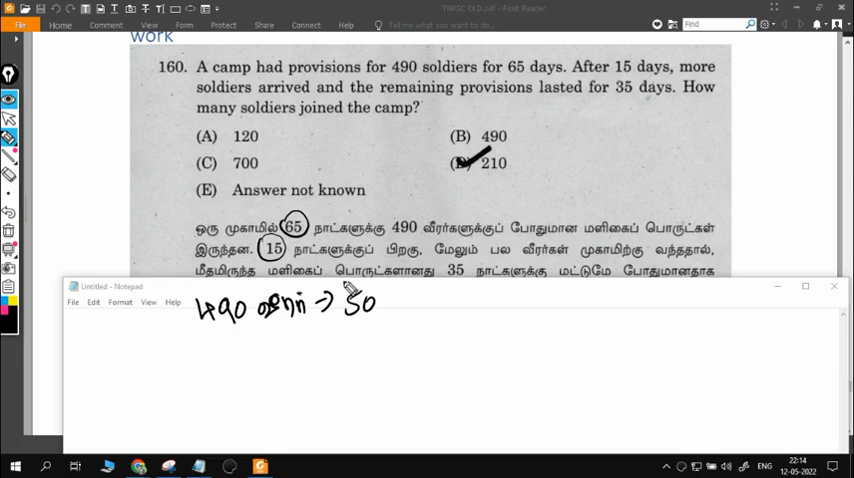 TNPSC OLD.pdf - Foxit Reader
File Home Comment View Form Protect Share Connect Help Tell me what you want to do... Find
work
160. A camp had provisions for 490 soldiers for 65 days. After 15 days, more
soldiers arrived and the remaining provisions lasted for 35 days. How
many soldiers joined the camp?
(A) 120 (B) 490
(C) 700 210
(E) Answer not known
ஒரு முகாமில் 65 நாட்களுக்கு 490 வீரர்களுக்குப் போதுமான மளிகைப் பொருட்கள்
இருந்தன. 15 நாட்களுக்குப் பிறகு, மேலும் பல வீரர்கள் முகாமிற்கு வந்ததால்,
மீதமிருந்த மளிகைப் பொருட்களானது 35 நாட்களுக்கு மட்டுமே போதுமானதாக
Untitled - Notepad
File Edit Format View Help
490 → 50
ENG 22:14
12-05-2022